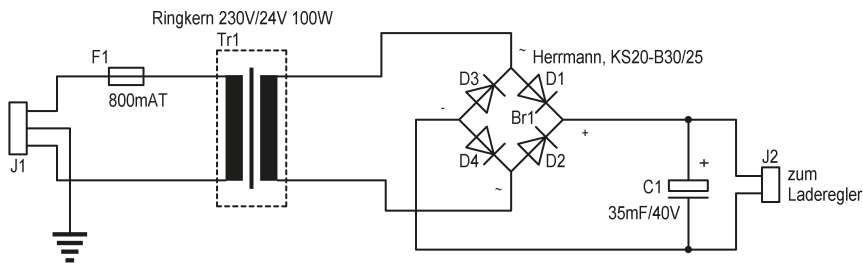 Ringkern 230V/24V 100W
Tr1
F1
800mAT
J1
~
Herrmann, KS20-B30/25
D3
D1
-
Br1
+
D4
D2
~
+
C1
35mF/40V
J2
zum
Laderegler